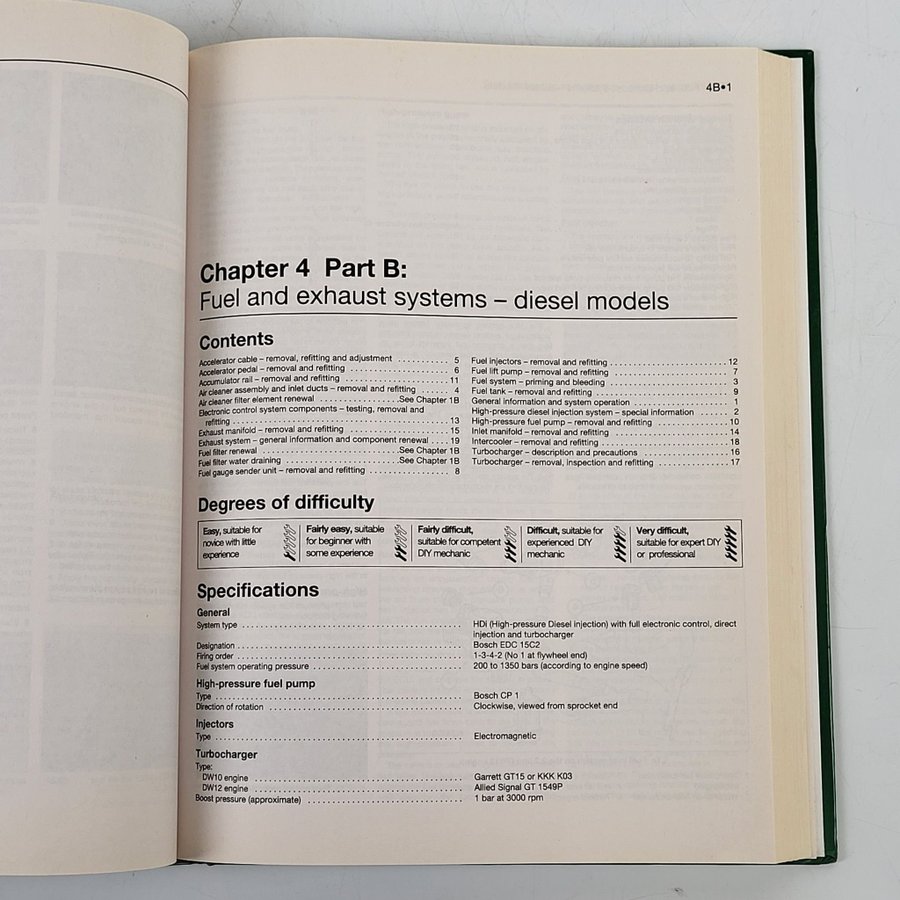 4B•1
Chapter 4 Part B:
Fuel and exhaust systems – diesel models
Contents
Accelerator cable – removal, refitting and adjustment .......... 5
Accelerator pedal – removal and refitting .......... 6
Accumulator rail – removal and refitting .......... 11
Air cleaner assembly and inlet ducts – removal and refitting .......... 4
Air cleaner filter element renewal .......... See Chapter 1B
Electronic control system components – testing, removal and
refitting .......... 13
Exhaust manifold – removal and refitting .......... 15
Exhaust system – general information and component renewal .... 19
Fuel filter renewal .......... See Chapter 1B
Fuel filter water draining .......... See Chapter 1B
Fuel gauge sender unit – removal and refitting .......... 8
Fuel injectors – removal and refitting .......... 12
Fuel lift pump – removal and refitting .......... 7
Fuel system – priming and bleeding .......... 3
Fuel tank – removal and refitting .......... 9
General information and system operation .......... 1
High-pressure diesel injection system – special information ...... 2
High-pressure fuel pump – removal and refitting .......... 10
Inlet manifold – removal and refitting .......... 14
Intercooler – removal and refitting .......... 18
Turbocharger – description and precautions .......... 16
Turbocharger – removal, inspection and refitting .......... 17
Degrees of difficulty
Easy, suitable for
novice with little
experience
Fairly easy, suitable
for beginner with
some experience
Fairly difficult,
suitable for competent
DIY mechanic
Difficult, suitable for
experienced DIY
mechanic
Very difficult,
suitable for expert DIY
or professional
Specifications
General
System type .......... HDi (High-pressure Diesel injection) with full electronic control, direct
injection and turbocharger
Designation .......... Bosch EDC 15C2
Firing order .......... 1-3-4-2 (No 1 at flywheel end)
Fuel system operating pressure .......... 200 to 1350 bars (according to engine speed)
High-pressure fuel pump
Type .......... Bosch CP 1
Direction of rotation .......... Clockwise, viewed from sprocket end
Injectors
Type .......... Electromagnetic
Turbocharger
Type:
DW10 engine .......... Garrett GT15 or KKK K03
DW12 engine .......... Allied Signal GT 1549P
Boost pressure (approximate) .......... 1 bar at 3000 rpm